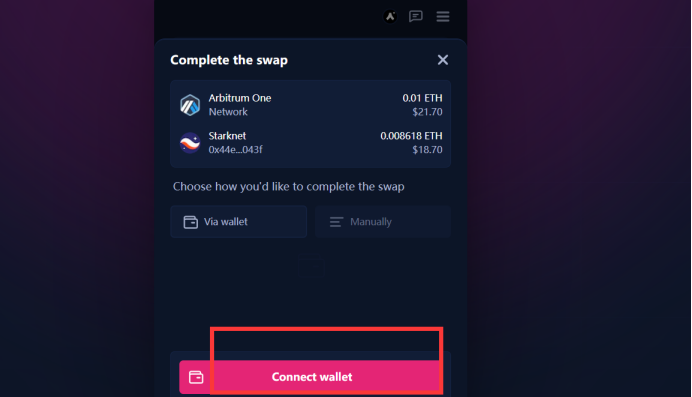 Complete the swap
Arbitrum One
0.01 ETH
Network
$21.70
Starknet
0.008618 ETH
0x44e...043f
$18.70
Choose how you'd like to complete the swap
Via wallet
Manually
Connect wallet